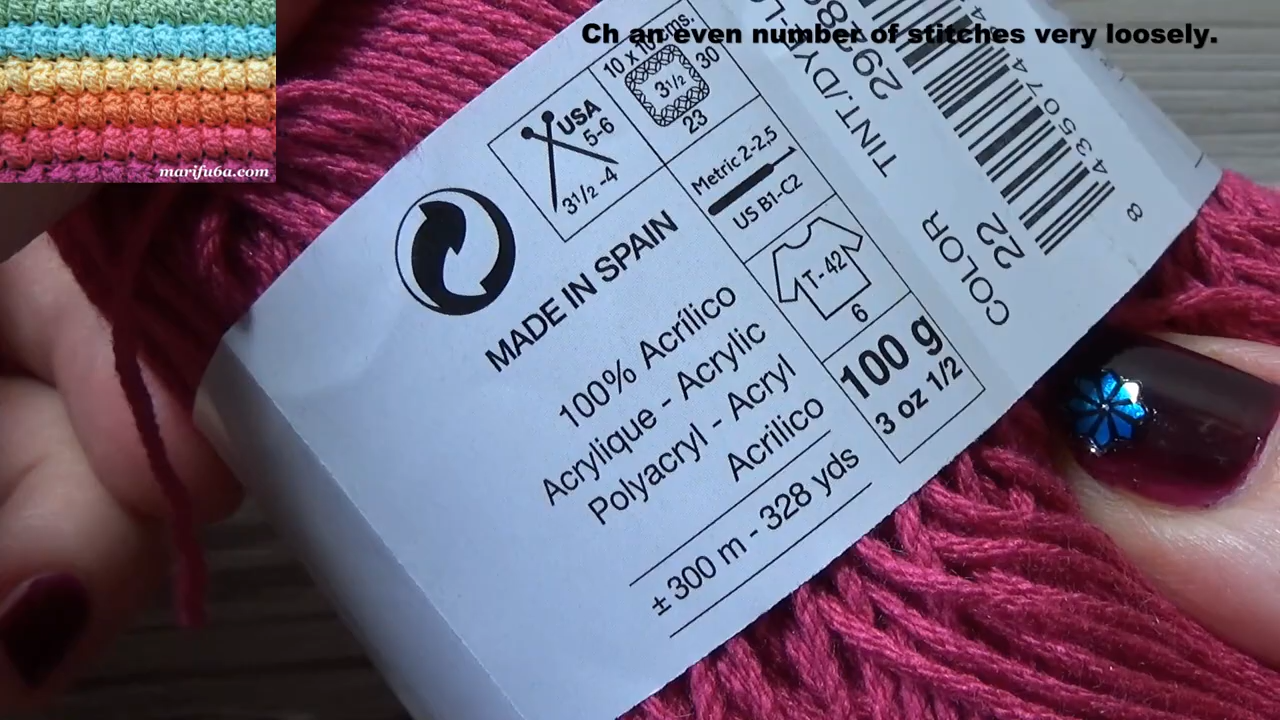 Ch an even number of stitches very loosely.
marifu6a.com
10 x 10 cms.
3 1/2
30
23
USA
5-6
3 1/2 -4
Metric 2-2,5
US B1-C2
T-42
6
100 g
3 oz 1/2
MADE IN SPAIN
100% Acrílico
Acrylique - Acrylic
Polyacryl - Acryl
Acrilico
± 300 m - 328 yds
COLOR
22
8